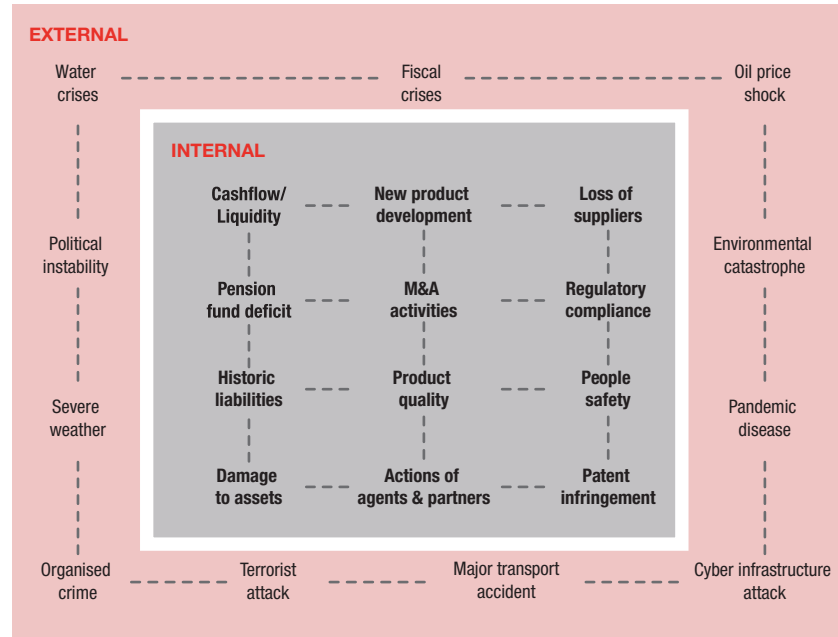 EXTERNAL
Water
crises
Fiscal
crises
Oil price
shock
INTERNAL
Cashflow/
Liquidity
New product
development
Loss of
suppliers
Political
instability
Environmental
catastrophe
Pension
fund deficit
M&A
activities
Regulatory
compliance
Historic
liabilities
Product
quality
People
safety
Severe
weather
Pandemic
disease
Damage
to assets
Actions of
agents & partners
Patent
infringement
Organised
crime
Terrorist
attack
Major transport
accident
Cyber infrastructure
attack